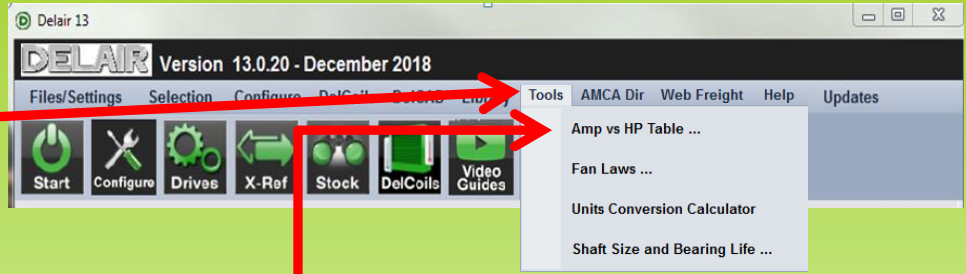 Delair 13
DELAIR Version 13.0.20 - December 2018
Files/Settings Selection Configure DelCoil DelCAD Library Tools AMCA Dir Web Freight Help Updates
Start Configure Drives X-Ref Stock DelCoils Video Guides
Amp vs HP Table ...
Fan Laws ...
Units Conversion Calculator
Shaft Size and Bearing Life ...